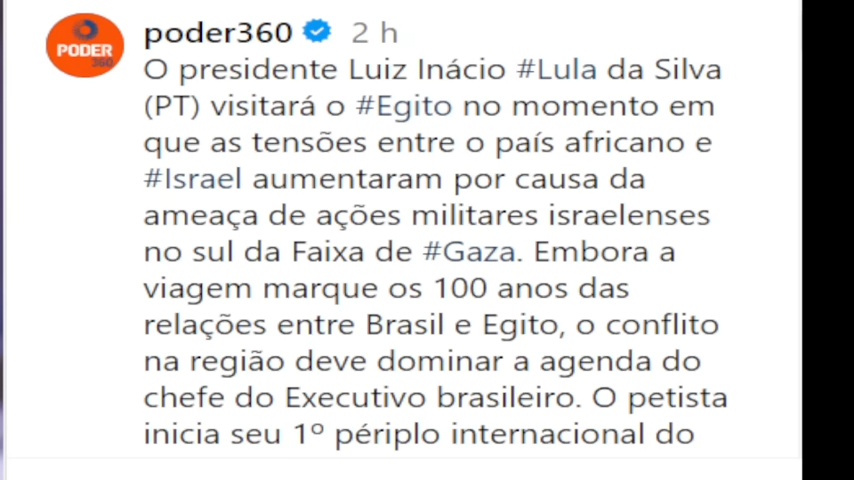 poder360 2 h
PODER
360
O presidente Luiz Inácio #Lula da Silva
(PT) visitará o #Egito no momento em
que as tensões entre o país africano e
#Israel aumentaram por causa da
ameaça de ações militares israelenses
no sul da Faixa de #Gaza. Embora a
viagem marque os 100 anos das
relações entre Brasil e Egito, o conflito
na região deve dominar a agenda do
chefe do Executivo brasileiro. O petista
inicia seu 1º périplo internacional do